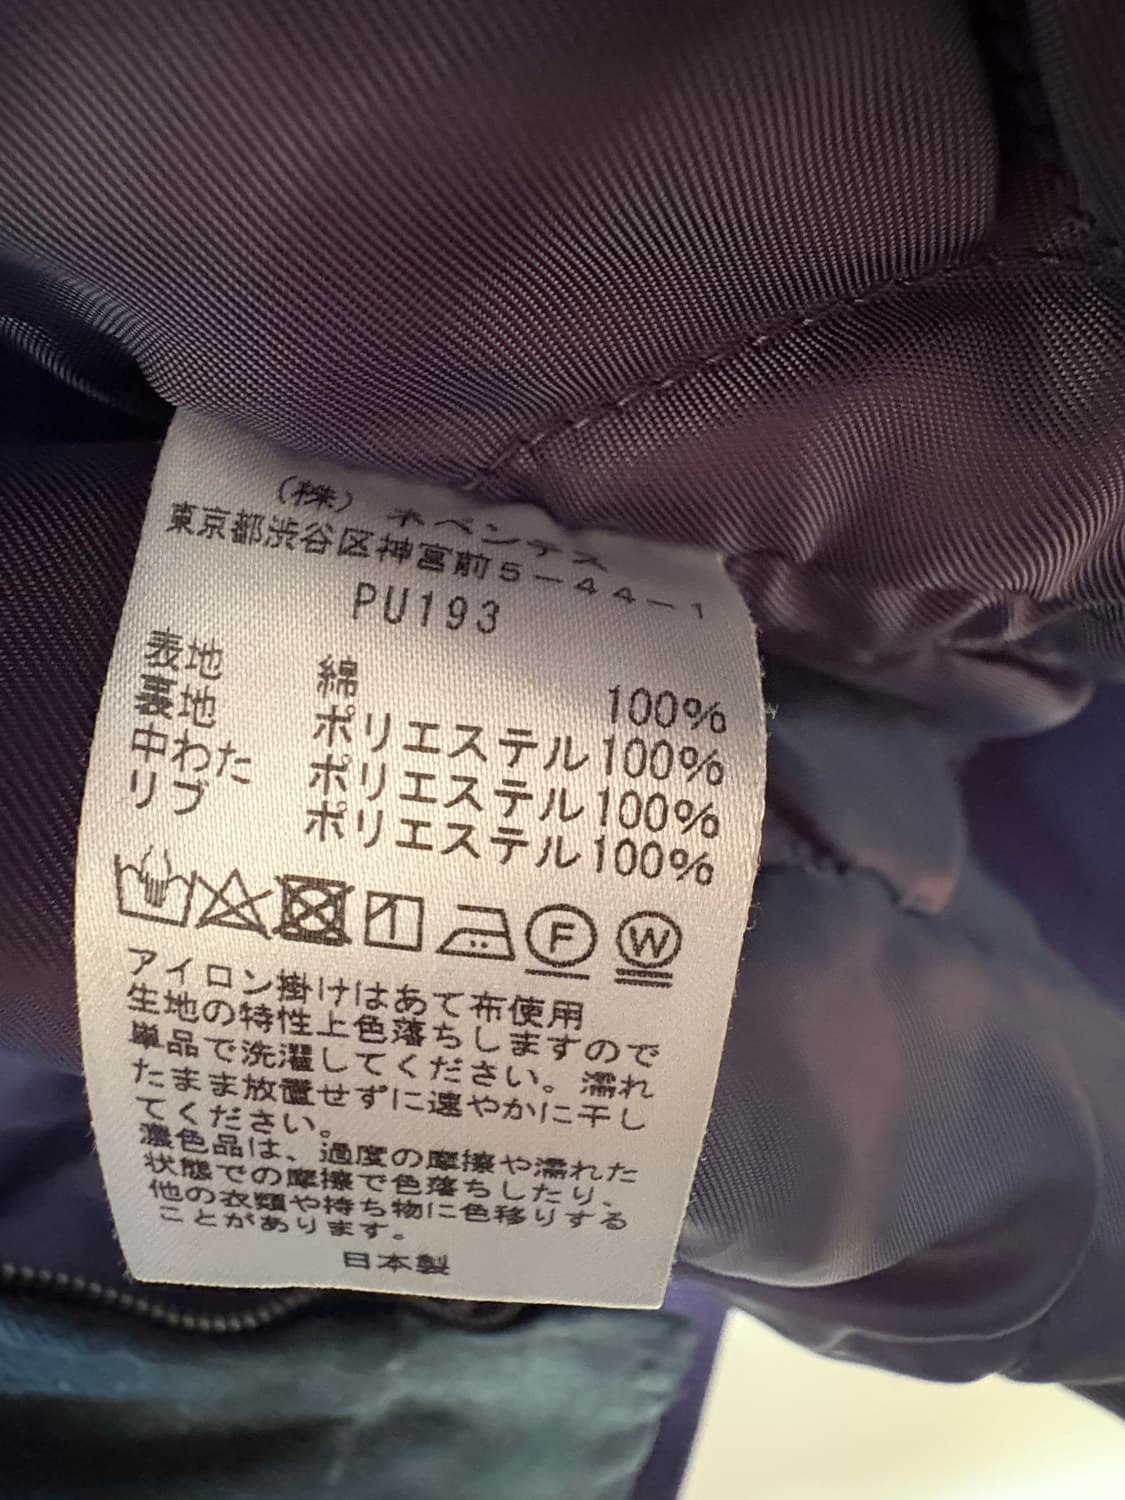 (株) ネペンテス
東京都渋谷区神宮前5-44-1
PU193
表地 綿 100%
裏地 ポリエステル100%
中わた ポリエステル100%
リブ ポリエステル100%
F W
アイロン掛けはあて布使用
生地の特性上色落ちしますので
単品で洗濯してください。濡れ
たまま放置せずに速やかに干し
てください。
濃色品は、過度の摩擦や濡れた
状態での摩擦で色落ちしたり、
他の衣類や持ち物に色移りする
ことがあります。
日本製